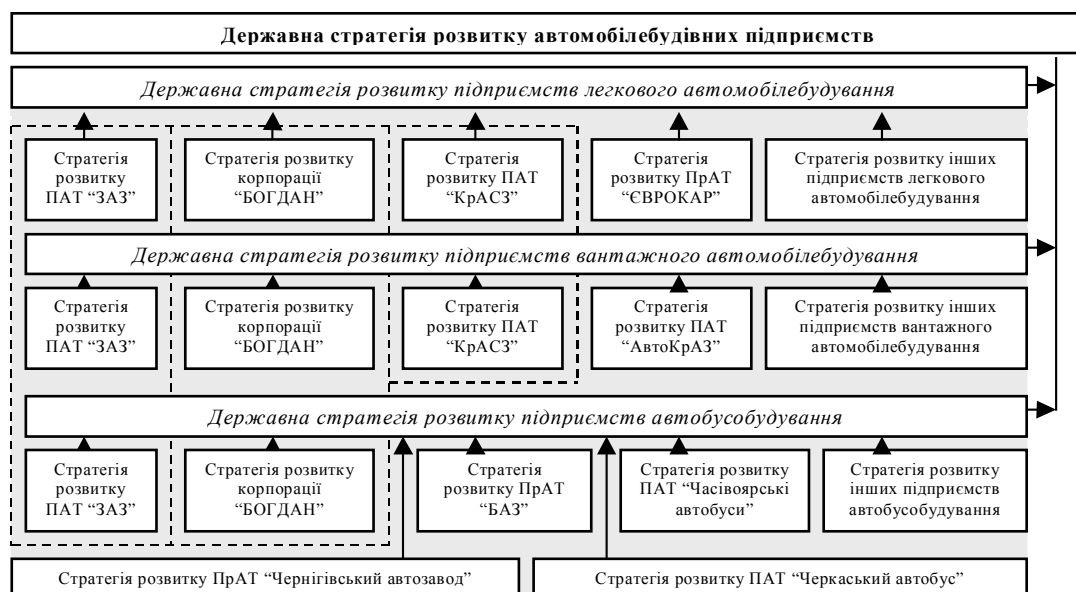 Державна стратегія розвитку автомобілебудівних підприємств
Державна стратегія розвитку підприємств легкового автомобілебудування
Стратегія
розвитку
ПАТ “ЗАЗ”
Стратегія розвитку
корпорації
“БОГДАН”
Стратегія
розвитку ПАТ
“КрАСЗ”
Стратегія
розвитку ПрАТ
“ЄВРОКАР”
Стратегія розвитку інших
підприємств легкового
автомобілебудування
Державна стратегія розвитку підприємств вантажного автомобілебудування
Стратегія
розвитку
ПАТ “ЗАЗ”
Стратегія розвитку
корпорації
“БОГДАН”
Стратегія
розвитку ПАТ
“КрАСЗ”
Стратегія
розвитку ПАТ
“АвтоКрАЗ”
Стратегія розвитку інших
підприємств вантажного
автомобілебудування
Державна стратегія розвитку підприємств автобусобудування
Стратегія
розвитку
ПАТ “ЗАЗ”
Стратегія розвитку
корпорації
“БОГДАН”
Стратегія
розвитку ПрАТ
“БАЗ”
Стратегія розвитку
ПАТ “Часівоярські
автобуси”
Стратегія розвитку
інших підприємств
автобусобудування
Стратегія розвитку ПрАТ “Чернігівський автозавод”
Стратегія розвитку ПАТ “Черкаський автобус”